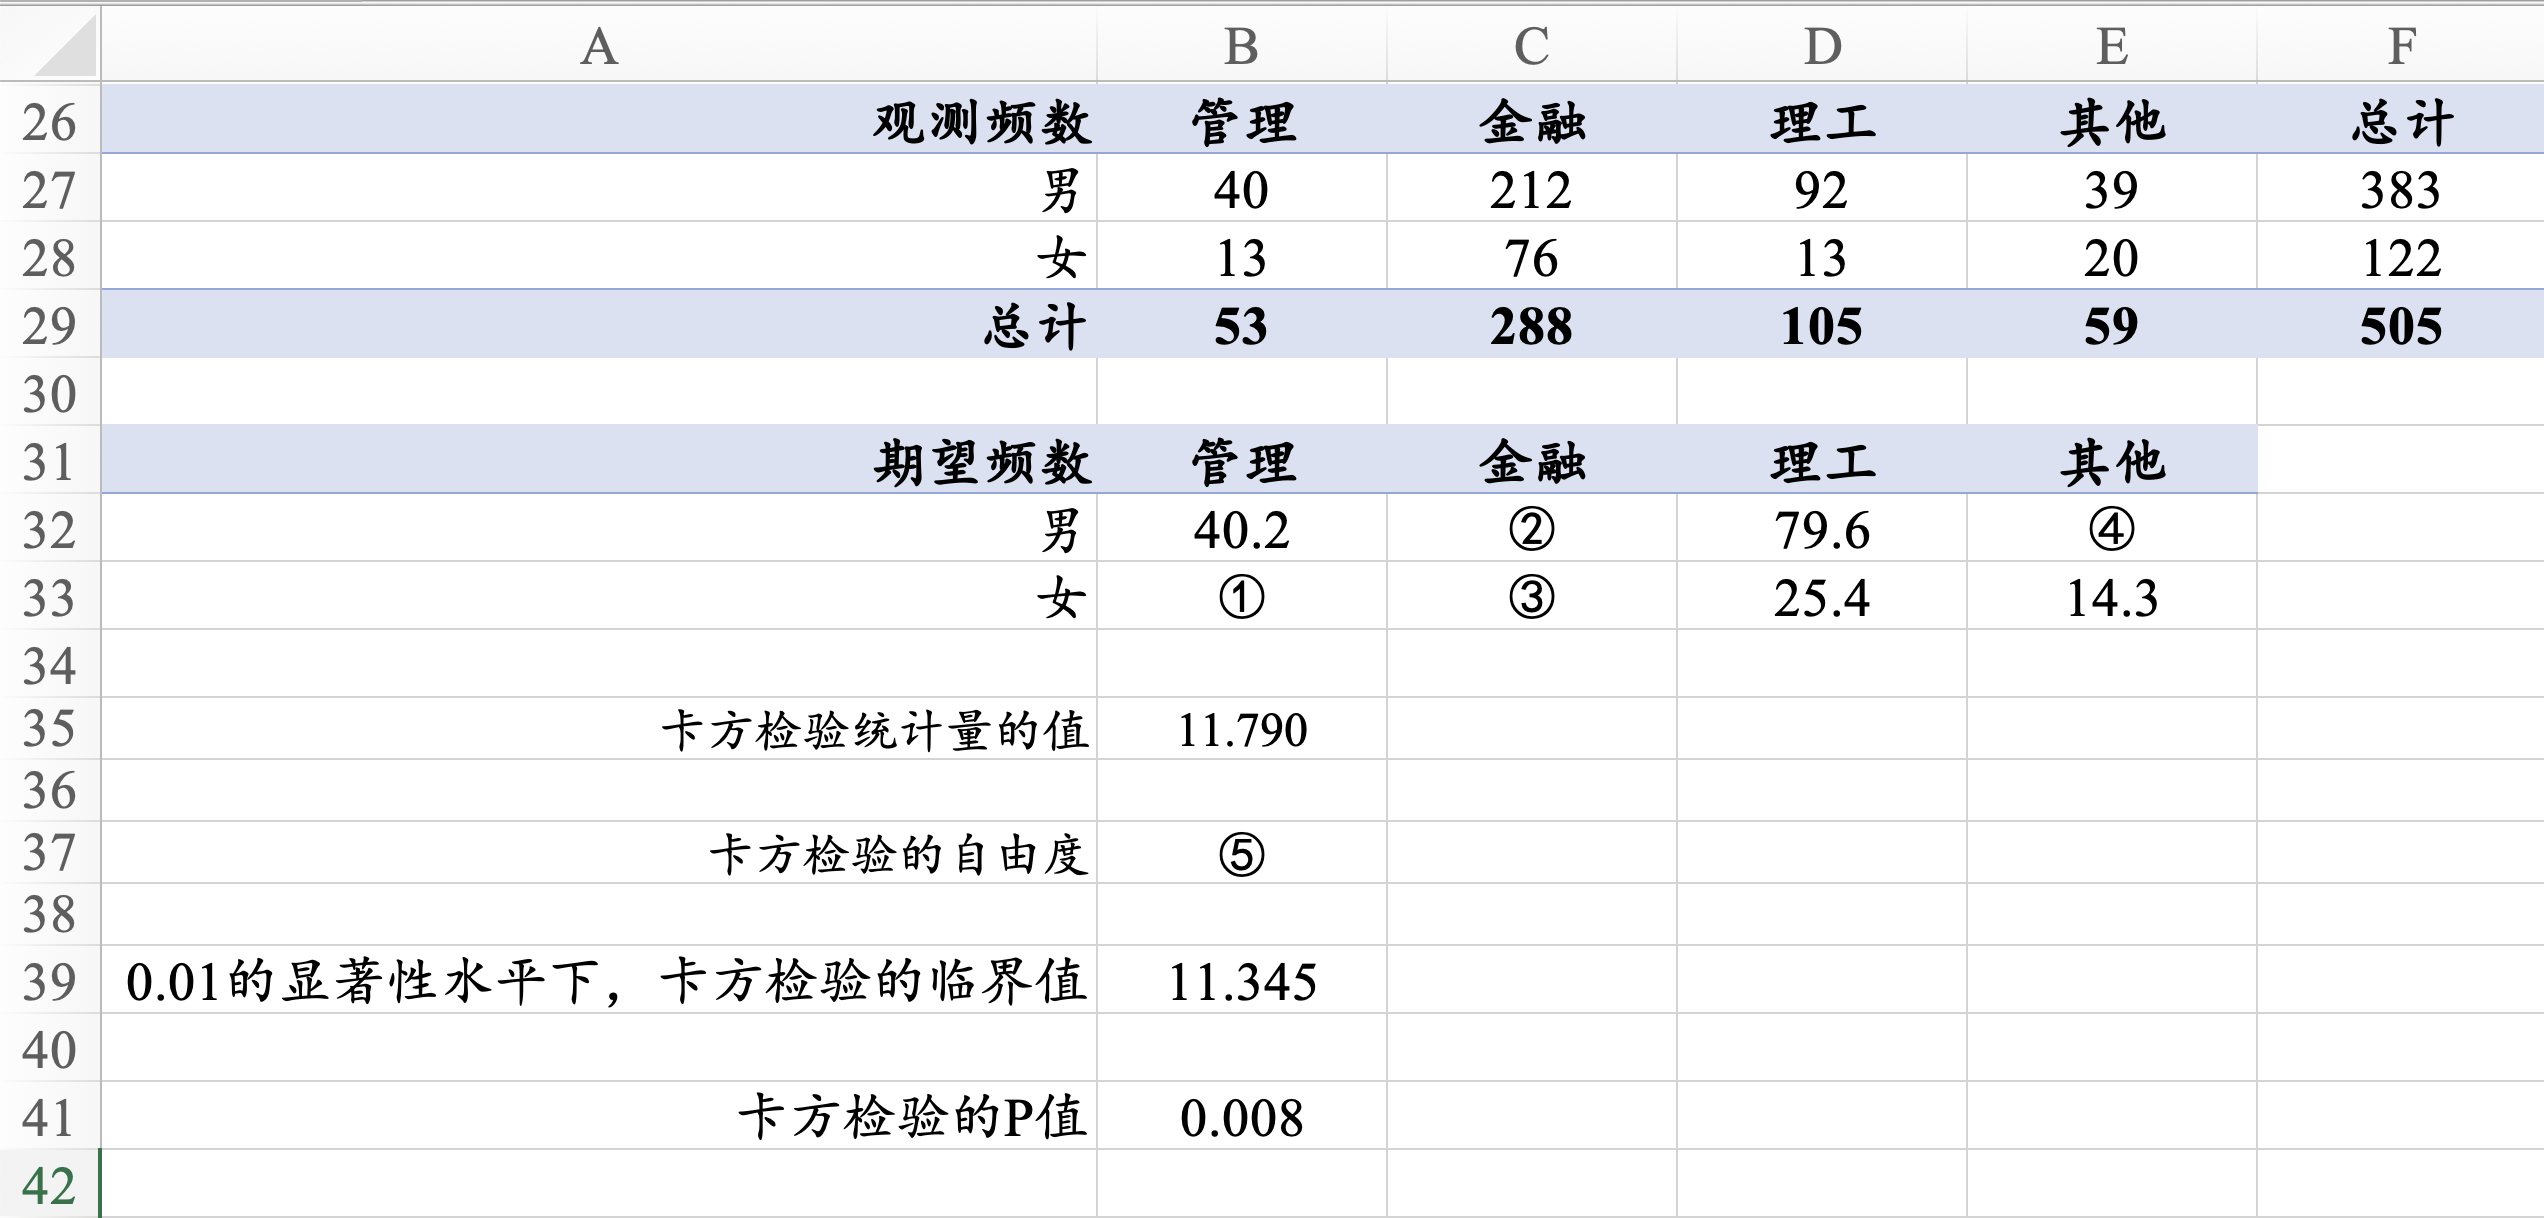 A B C D E F
26 观测频数 管理 金融 理工 其他 总计
27 男 40 212 92 39 383
28 女 13 76 13 20 122
29 总计 53 288 105 59 505
30
31 期望频数 管理 金融 理工 其他
32 男 40.2 ② 79.6 ④
33 女 ① ③ 25.4 14.3
34
35 卡方检验统计量的值 11.790
36
37 卡方检验的自由度 ⑤
38
39 0.01的显著性水平下，卡方检验的临界值 11.345
40
41 卡方检验的P值 0.008
42